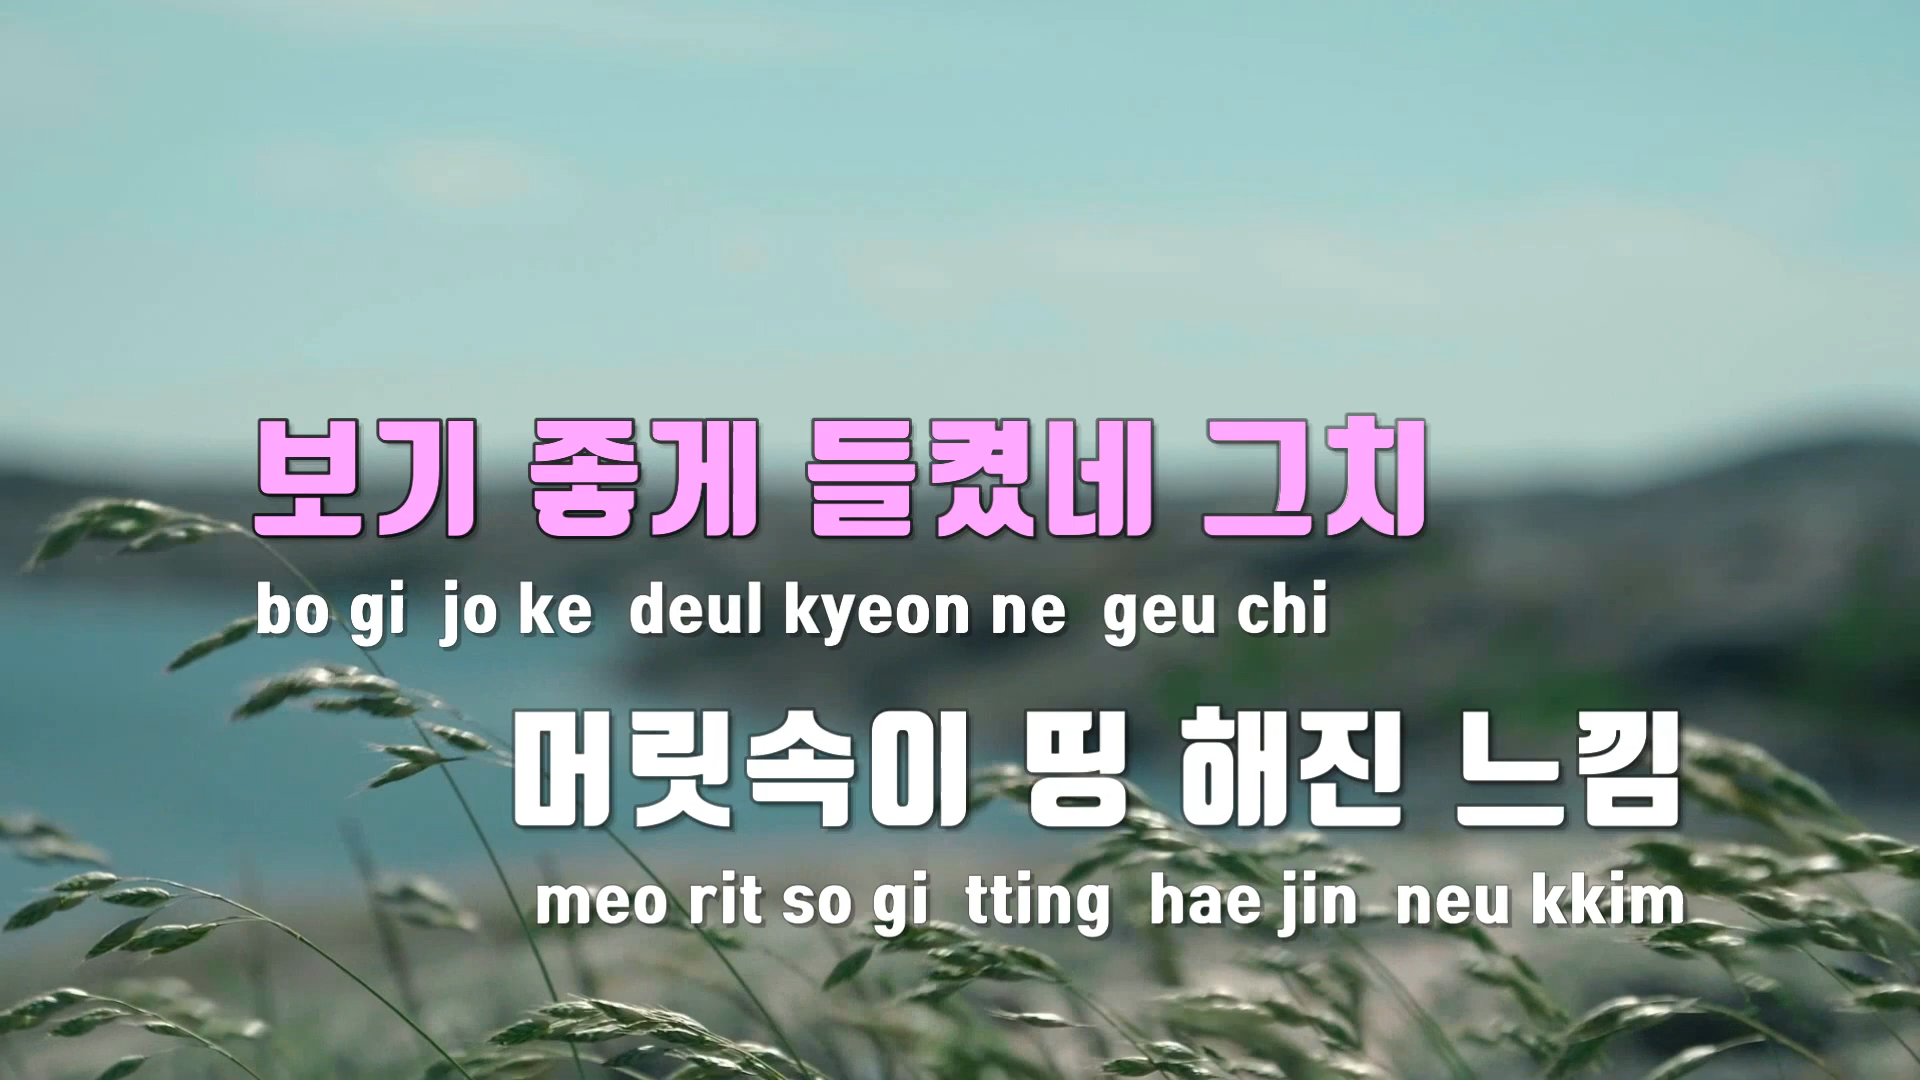 보기 좋게 들켰네 그치
bo gi jo ke deul kyeon ne geu chi
머릿속이 띵 해진 느낌
meo rit so gi tting hae jin neu kkim